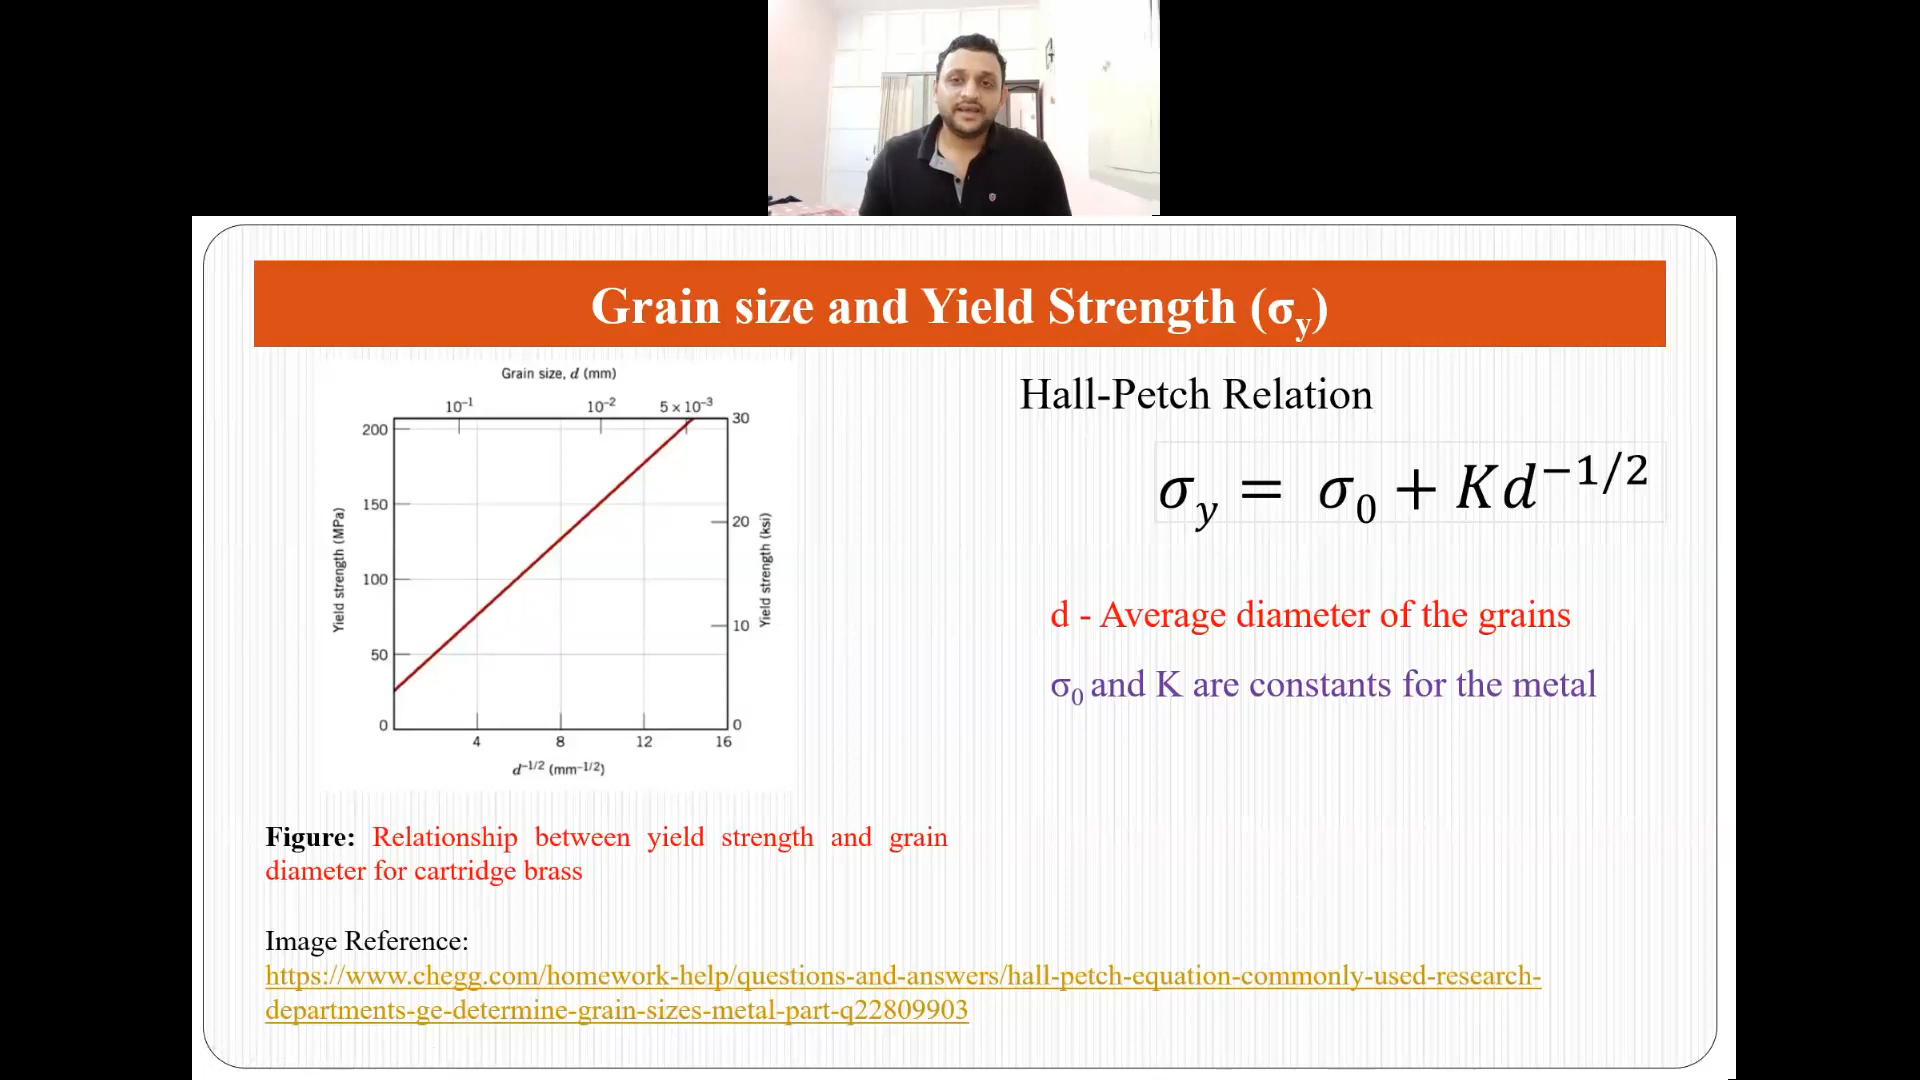 Grain size and Yield Strength (σy)
Grain size, d (mm)
10⁻¹ 10⁻² 5 × 10⁻³
200
150
100
50
0
30
20
10
0
Yield strength (MPa)
Yield strength (ksi)
4 8 12 16
d⁻¹/² (mm⁻¹/²)
Hall-Petch Relation
σy = σ0 + Kd⁻¹/²
d - Average diameter of the grains
σ0 and K are constants for the metal
Figure: Relationship between yield strength and grain
diameter for cartridge brass
Image Reference:
https://www.chegg.com/homework-help/questions-and-answers/hall-petch-equation-commonly-used-research-
departments-ge-determine-grain-sizes-metal-part-q22809903